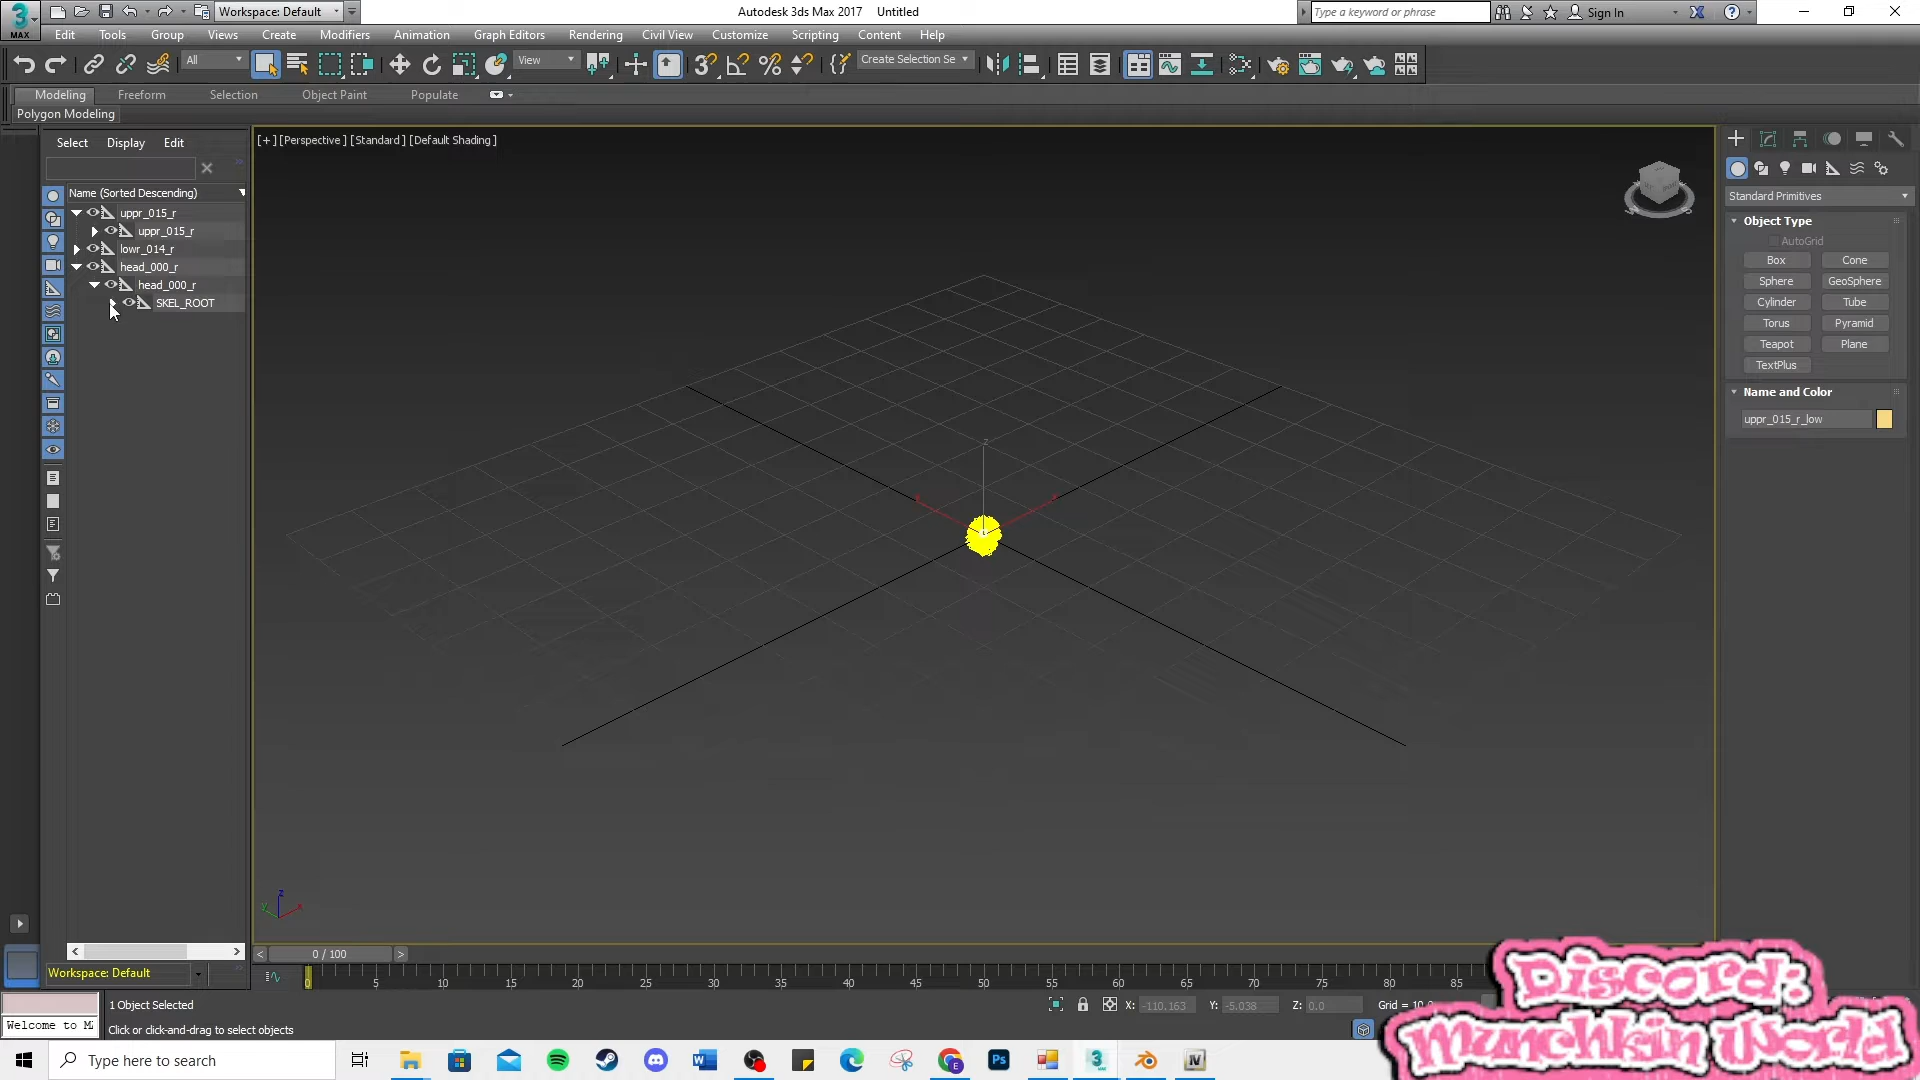 Workspace: Default
Autodesk 3ds Max 2017    Untitled
Type a keyword or phrase
Sign In
MAX
Edit Tools Group Views Create Modifiers Animation Graph Editors Rendering Civil View Customize Scripting Content Help
All
View
Create Selection Se
Modeling Freeform Selection Object Paint Populate
Polygon Modeling
Select Display Edit
Name (Sorted Descending)
uppr_015_r
uppr_015_r
lowr_014_r
head_000_r
head_000_r
SKEL_ROOT
[+] [Perspective] [Standard] [Default Shading]
Standard Primitives
Object Type
AutoGrid
Box Cone
Sphere GeoSphere
Cylinder Tube
Torus Pyramid
Teapot Plane
TextPlus
Name and Color
uppr_015_r_low
z
x
y
0 / 100
Workspace: Default
0 5 10 15 20 25 30 35 40 45 50 55 60 65 70 75 80 85
1 Object Selected
X: -110.163 Y: -5.038 Z: 0.0 Grid = 10.0
Welcome to M
Click or click-and-drag to select objects
Type here to search
Discord:
Munchkin World